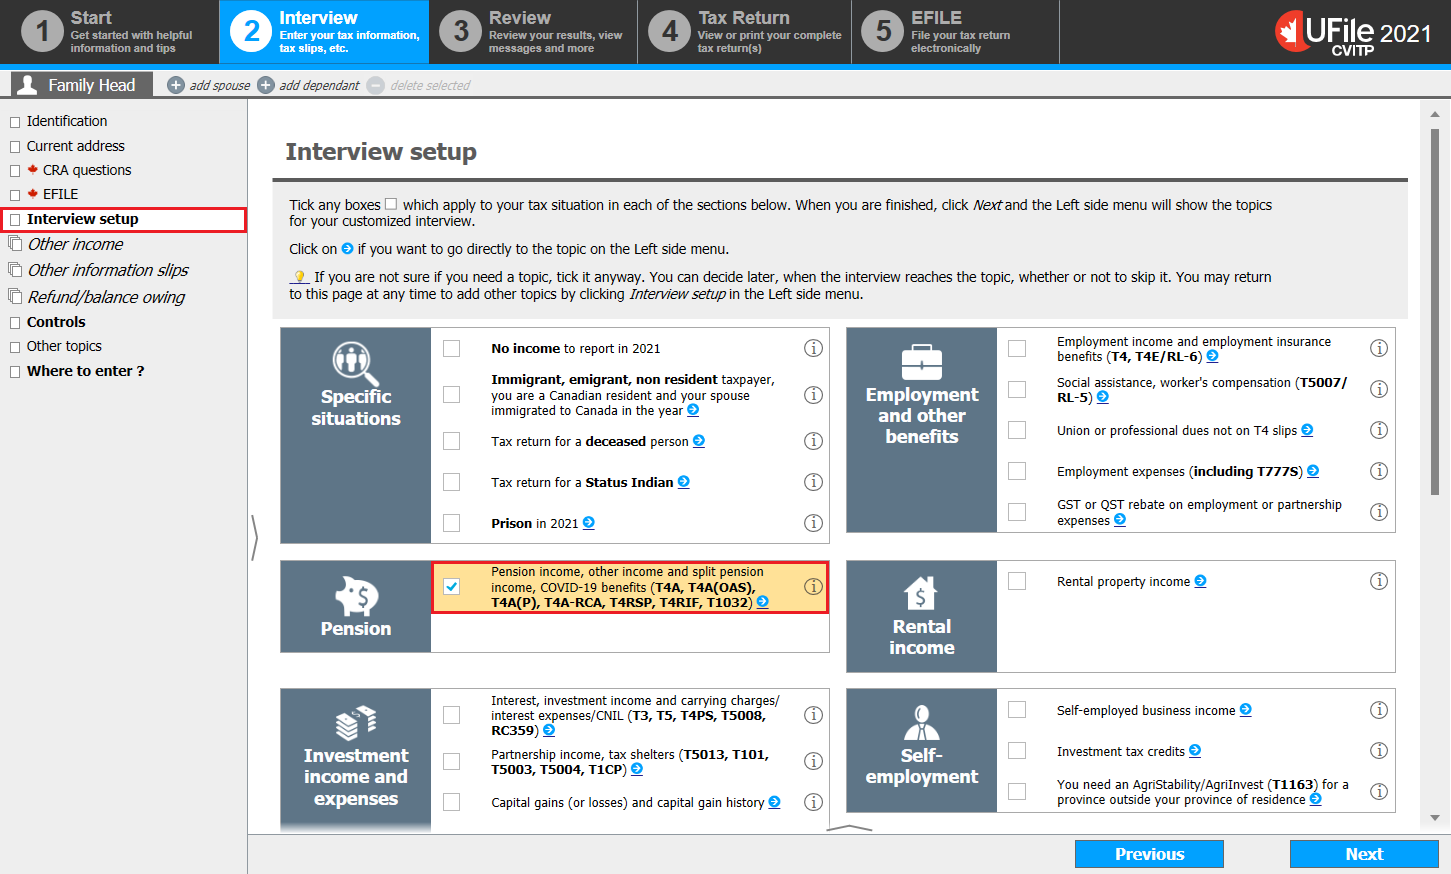 1
Start
Get started with helpful
information and tips
2
Interview
Enter your tax information,
tax slips, etc.
3
Review
Review your results, view
messages and more
4
Tax Return
View or print your complete
tax return(s)
5
EFILE
File your tax return
electronically
UFile 2021
CVITP
Family Head
add spouse
add dependant
delete selected
Identification
Current address
CRA questions
EFILE
Interview setup
Other income
Other information slips
Refund/balance owing
Controls
Other topics
Where to enter ?
Interview setup
Tick any boxes which apply to your tax situation in each of the sections below. When you are finished, click Next and the Left side menu will show the topics
for your customized interview.
Click on if you want to go directly to the topic on the Left side menu.
If you are not sure if you need a topic, tick it anyway. You can decide later, when the interview reaches the topic, whether or not to skip it. You may return
to this page at any time to add other topics by clicking Interview setup in the Left side menu.
Specific
situations
No income to report in 2021
Immigrant, emigrant, non resident taxpayer,
you are a Canadian resident and your spouse
immigrated to Canada in the year
Tax return for a deceased person
Tax return for a Status Indian
Prison in 2021
Employment
and other
benefits
Employment income and employment insurance
benefits (T4, T4E/RL-6)
Social assistance, worker's compensation (T5007/
RL-5)
Union or professional dues not on T4 slips
Employment expenses (including T777S)
GST or QST rebate on employment or partnership
expenses
Pension
Pension income, other income and split pension
income, COVID-19 benefits (T4A, T4A(OAS),
T4A(P), T4A-RCA, T4RSP, T4RIF, T1032)
Rental
income
Rental property income
Investment
income and
expenses
Interest, investment income and carrying charges/
interest expenses/CNIL (T3, T5, T4PS, T5008,
RC359)
Partnership income, tax shelters (T5013, T101,
T5003, T5004, T1CP)
Capital gains (or losses) and capital gain history
Self-
employment
Self-employed business income
Investment tax credits
You need an AgriStability/AgriInvest (T1163) for a
province outside your province of residence
Previous
Next